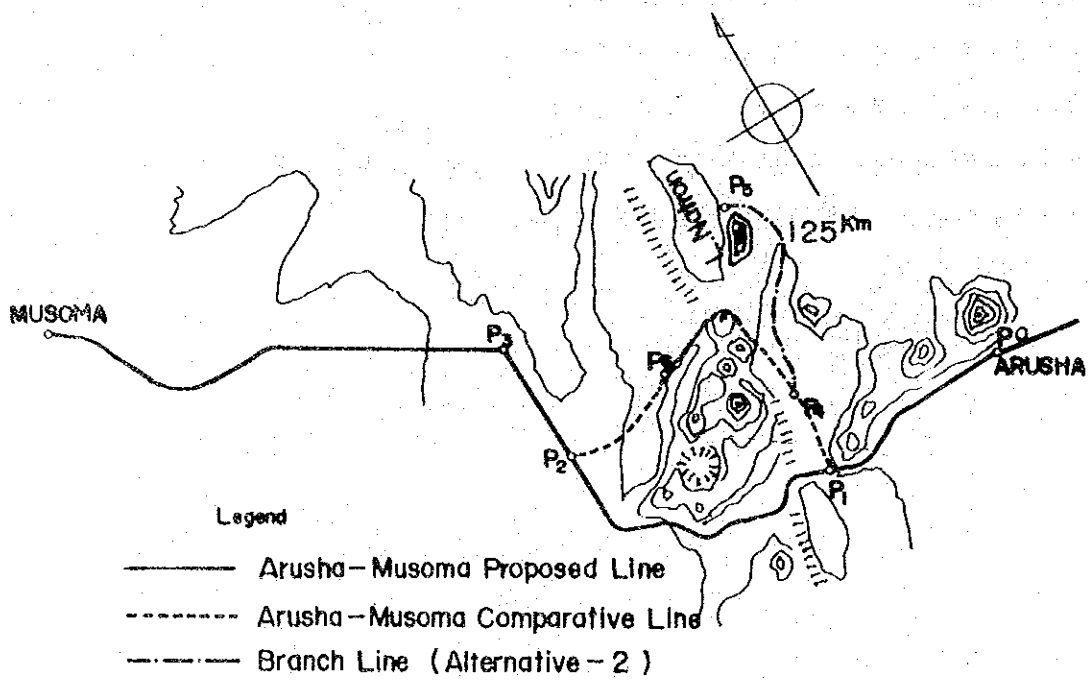 L. Natron
P5
125Km
MUSOMA
P3
P0
ARUSHA
P2
P1
Legend
Arusha-Musoma Proposed Line
Arusha-Musoma Comparative Line
Branch Line (Alternative-2)